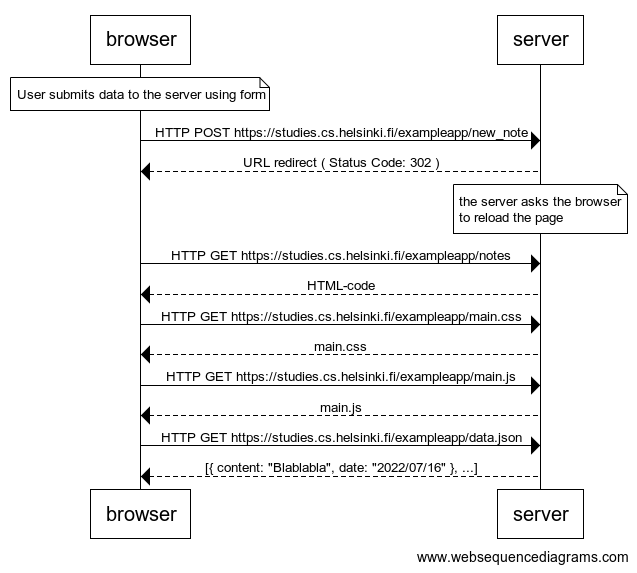 browser
server
User submits data to the server using form
HTTP POST https://studies.cs.helsinki.fi/exampleapp/new_note
URL redirect ( Status Code: 302 )
the server asks the browser
to reload the page
HTTP GET https://studies.cs.helsinki.fi/exampleapp/notes
HTML-code
HTTP GET https://studies.cs.helsinki.fi/exampleapp/main.css
main.css
HTTP GET https://studies.cs.helsinki.fi/exampleapp/main.js
main.js
HTTP GET https://studies.cs.helsinki.fi/exampleapp/data.json
[{ content: "Blablabla", date: "2022/07/16" }, ...]
browser
server
www.websequencediagrams.com